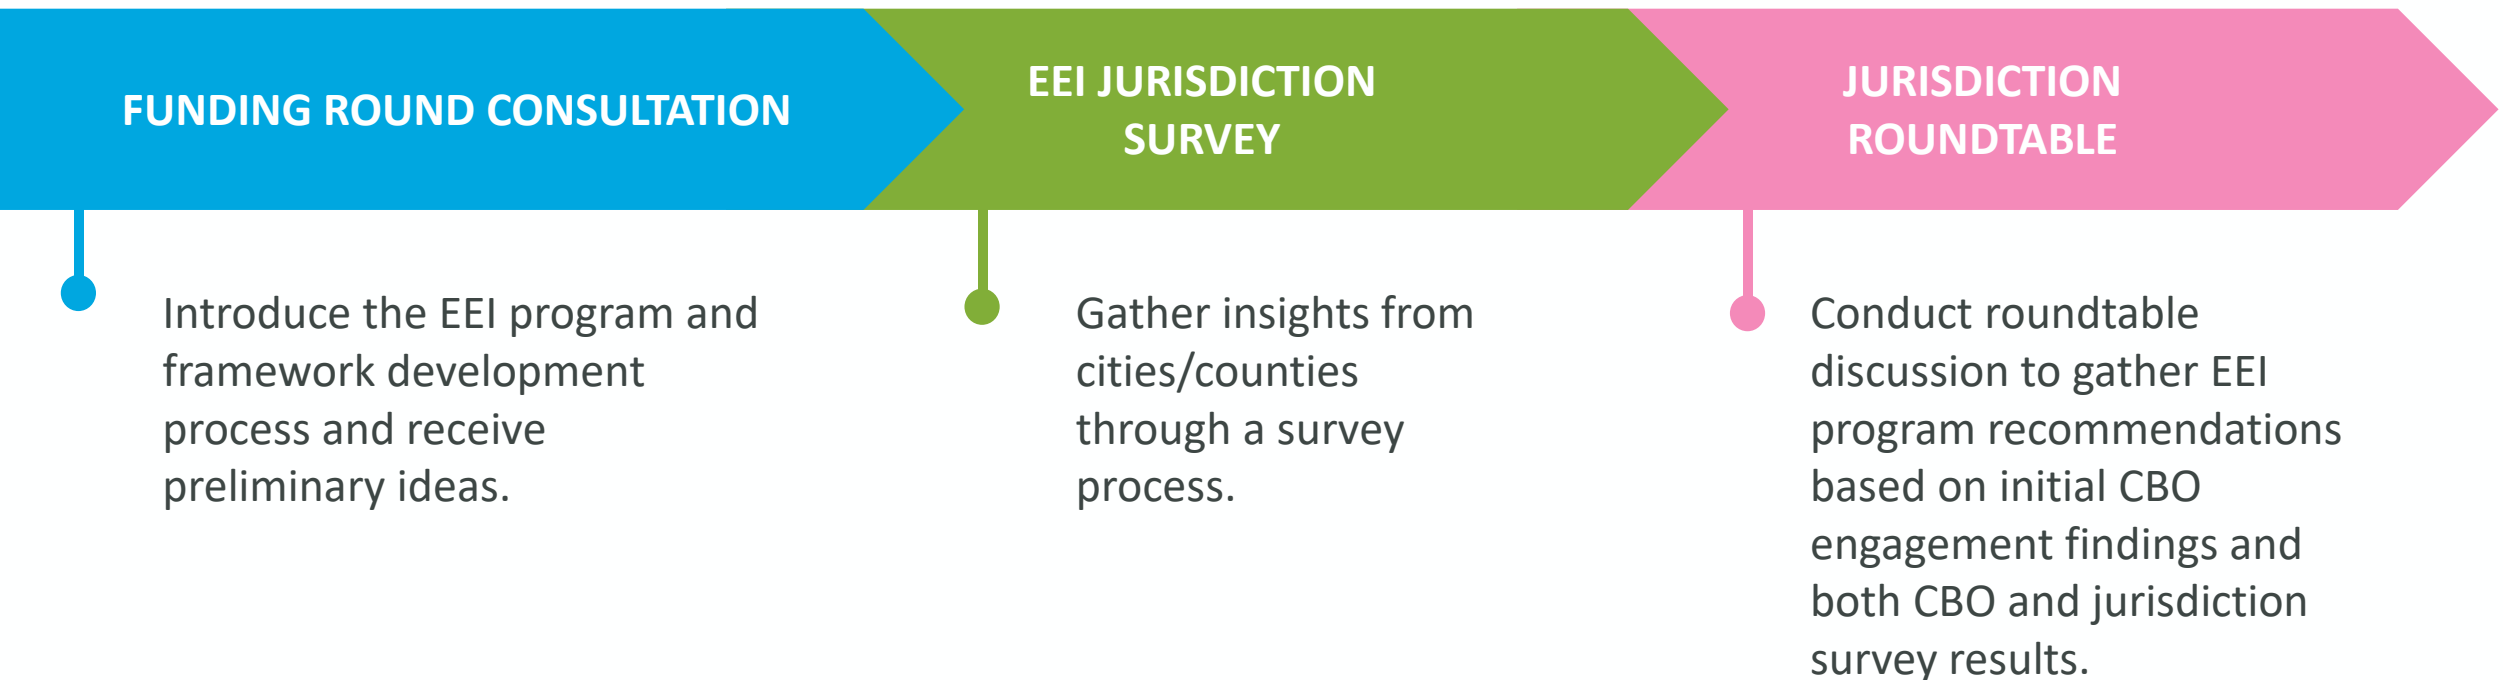 FUNDING ROUND CONSULTATION
Introduce the EEI program and
framework development
process and receive
preliminary ideas.
EEI JURISDICTION
SURVEY
Gather insights from
cities/counties
through a survey
process.
JURISDICTION
ROUNDTABLE
Conduct roundtable
discussion to gather EEI
program recommendations
based on initial CBO
engagement findings and
both CBO and jurisdiction
survey results.